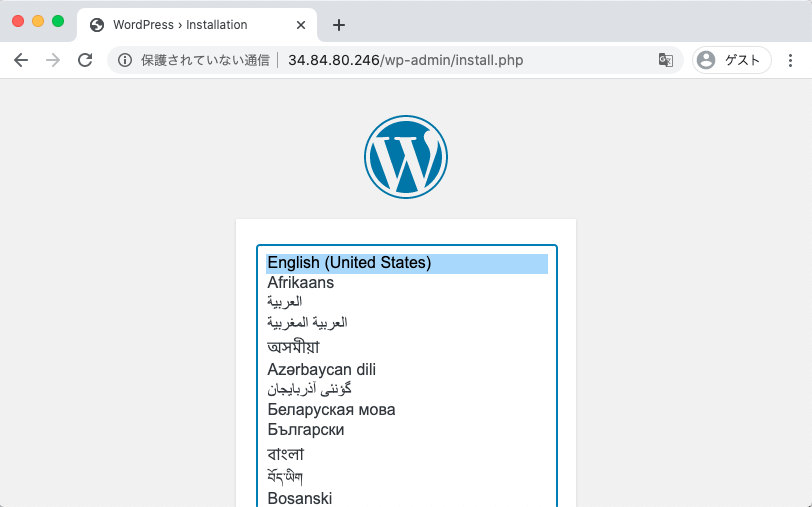 WordPress › Installation
保護されていない通信
34.84.80.246/wp-admin/install.php
ゲスト
English (United States)
Afrikaans
العربية
العربية المغربية
অসমীয়া
Azərbaycan dili
گؤنئی آذربایجان
Беларуская мова
Български
বাংলা
བོད་ཡིག
Bosanski